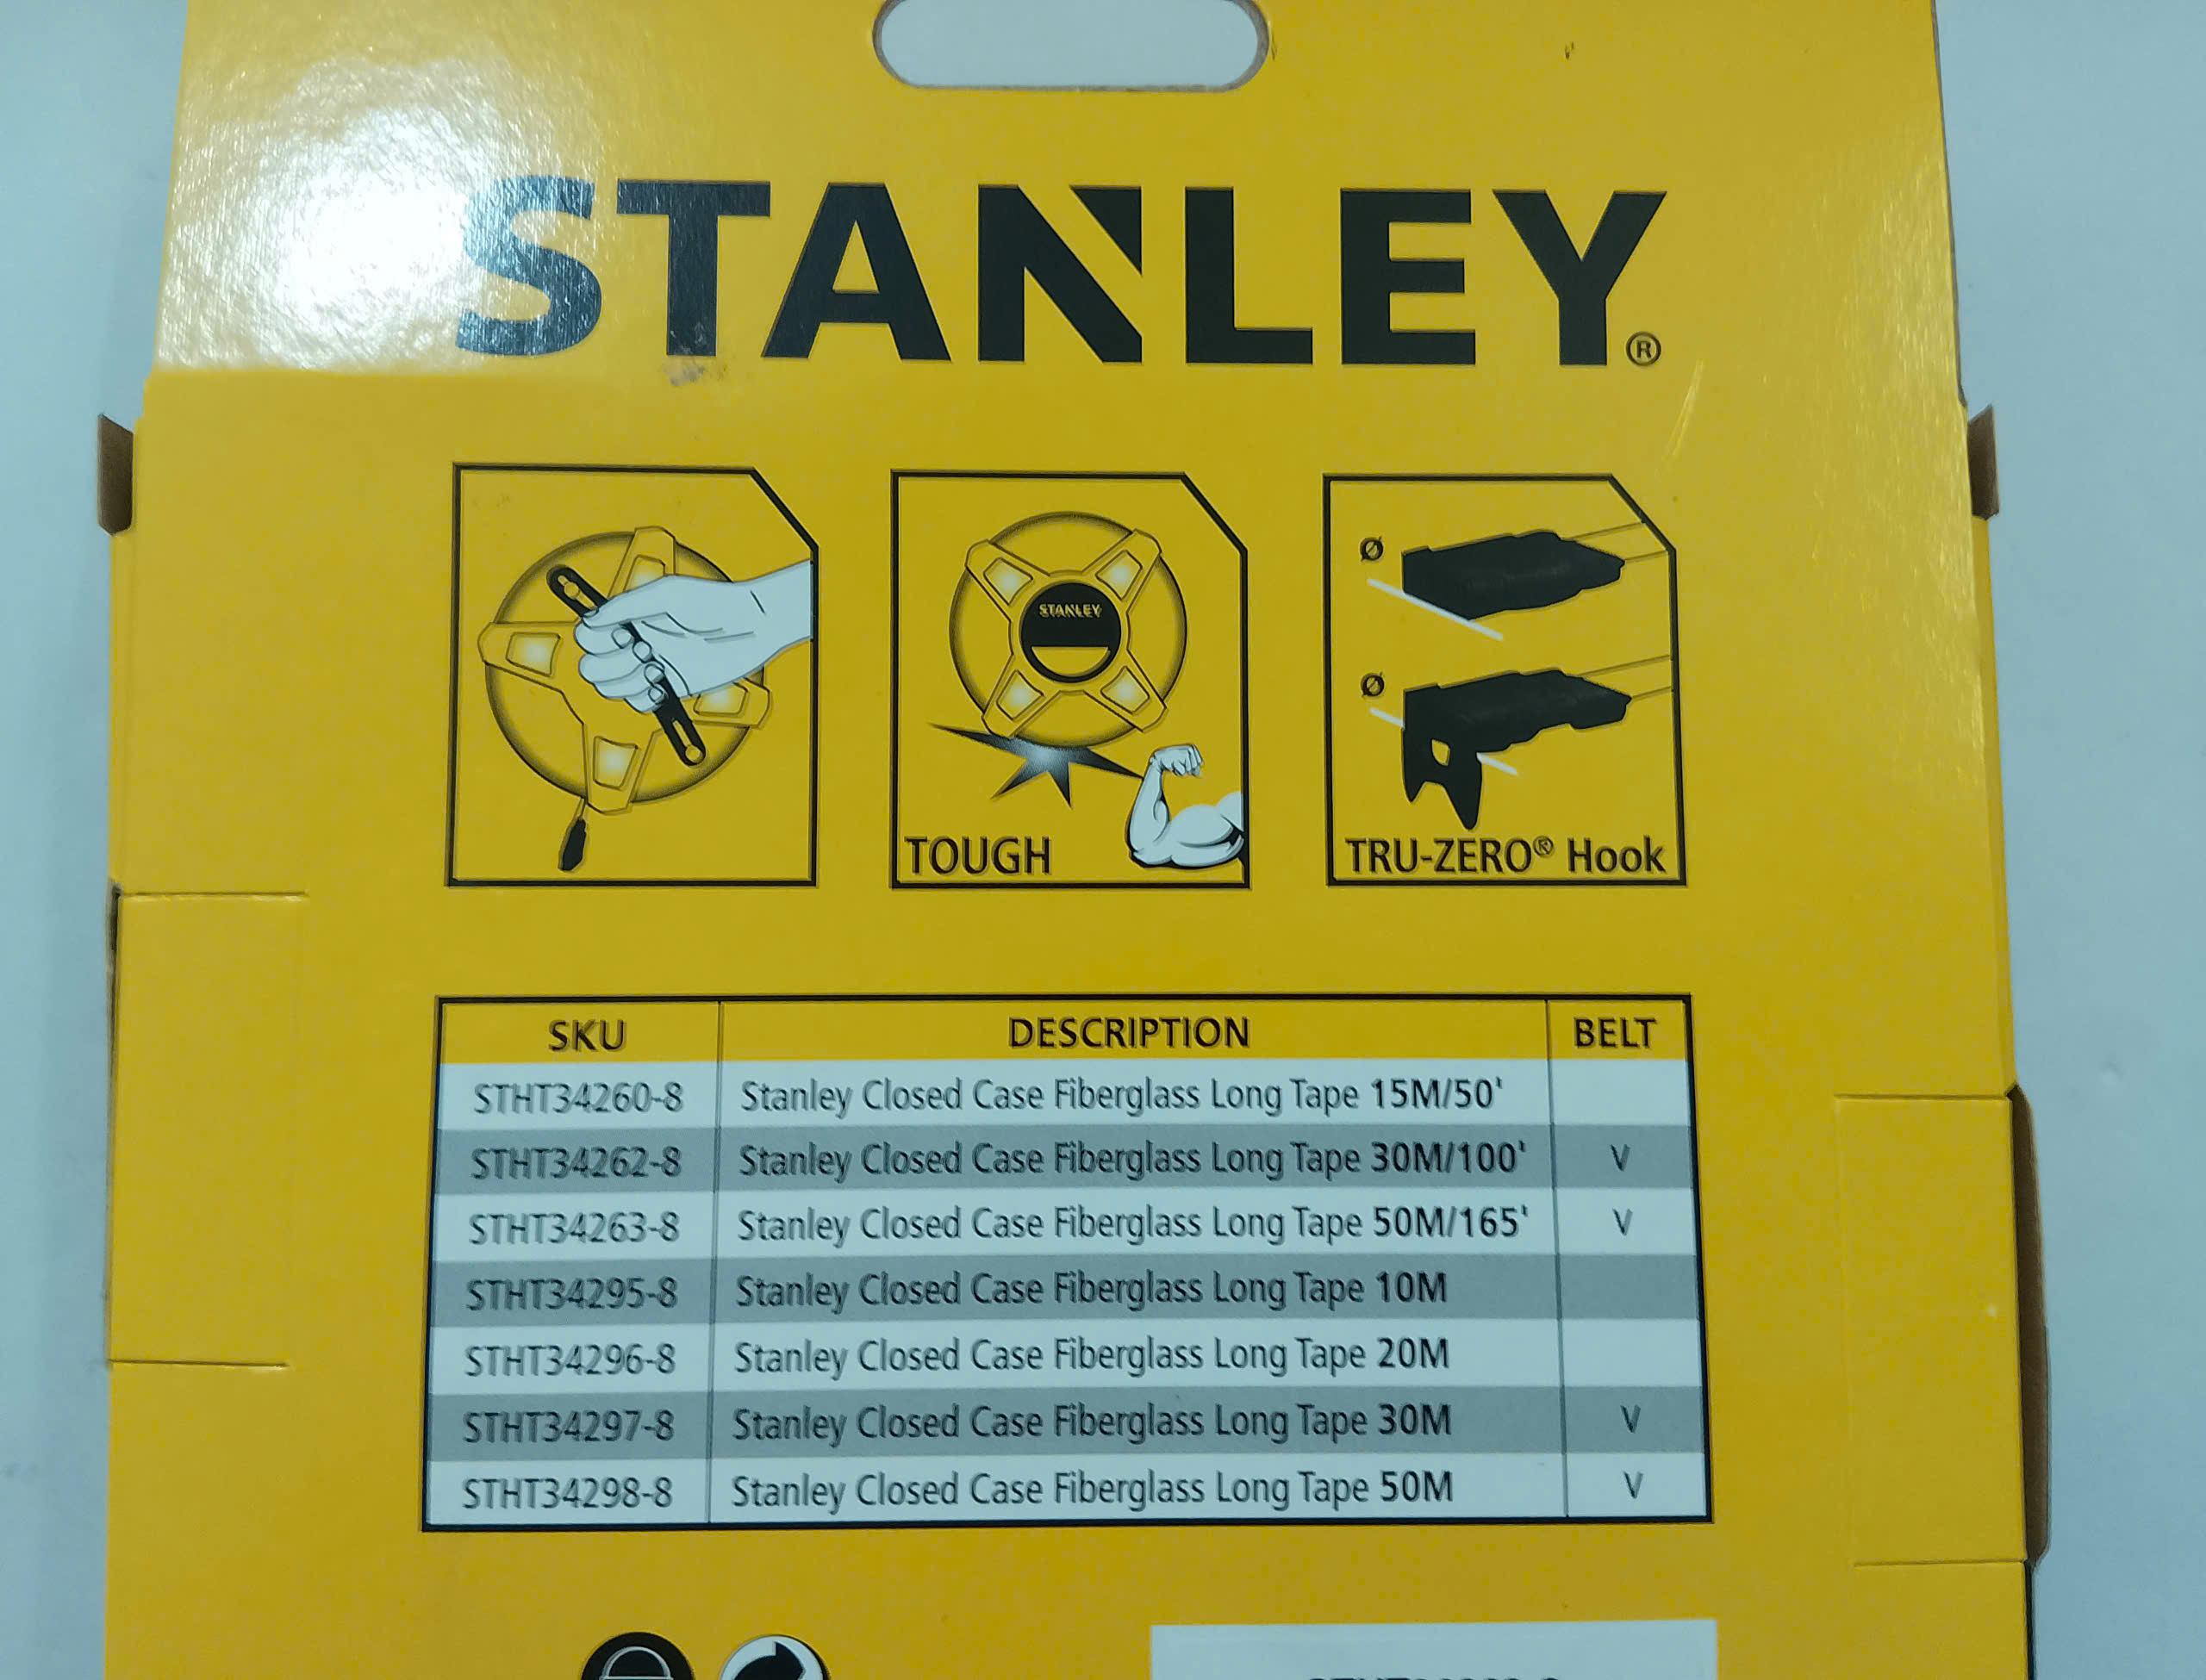 STANLEY®
STANLEY
Ø
Ø
TOUGH
TRU-ZERO® Hook
SKU DESCRIPTION BELT
STHT34260-8 Stanley Closed Case Fiberglass Long Tape 15M/50'
STHT34262-8 Stanley Closed Case Fiberglass Long Tape 30M/100' V
STHT34263-8 Stanley Closed Case Fiberglass Long Tape 50M/165' V
STHT34295-8 Stanley Closed Case Fiberglass Long Tape 10M
STHT34296-8 Stanley Closed Case Fiberglass Long Tape 20M
STHT34297-8 Stanley Closed Case Fiberglass Long Tape 30M V
STHT34298-8 Stanley Closed Case Fiberglass Long Tape 50M V